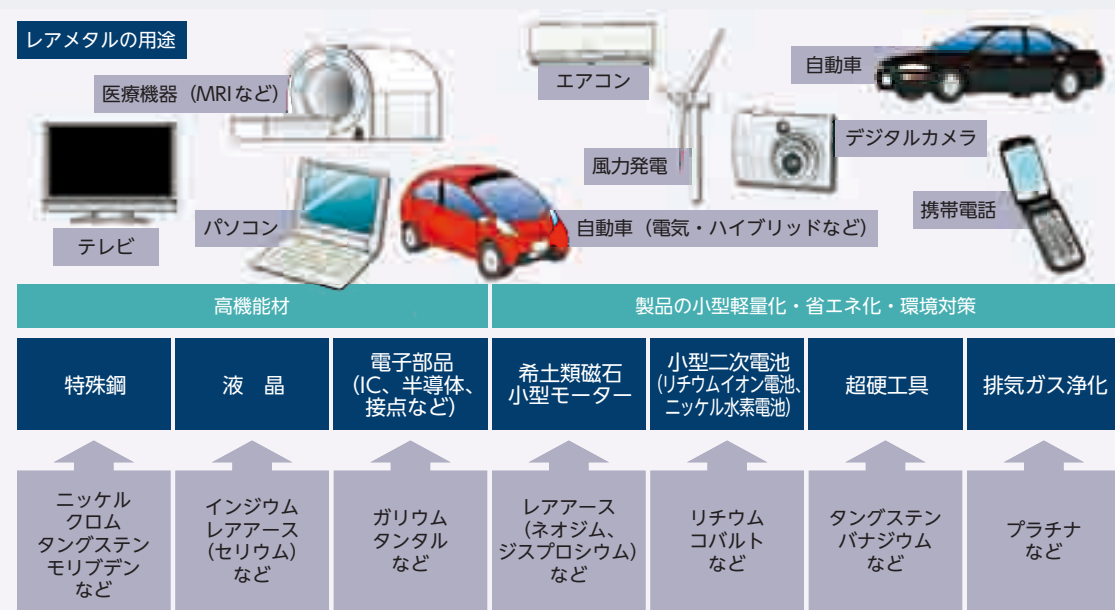 レアメタルの用途
医療機器（MRIなど）
エアコン
自動車
デジタルカメラ
風力発電
携帯電話
パソコン
自動車（電気・ハイブリッドなど）
テレビ
高機能材
製品の小型軽量化・省エネ化・環境対策
特殊鋼
液　晶
電子部品
（IC、半導体、
接点など）
希土類磁石
小型モーター
小型二次電池
（リチウムイオン電池、
ニッケル水素電池）
超硬工具
排気ガス浄化
ニッケル
クロム
タングステン
モリブデン
など
インジウム
レアアース
（セリウム）
など
ガリウム
タンタル
など
レアアース
（ネオジム、
ジスプロシウム）
など
リチウム
コバルト
など
タングステン
バナジウム
など
プラチナ
など